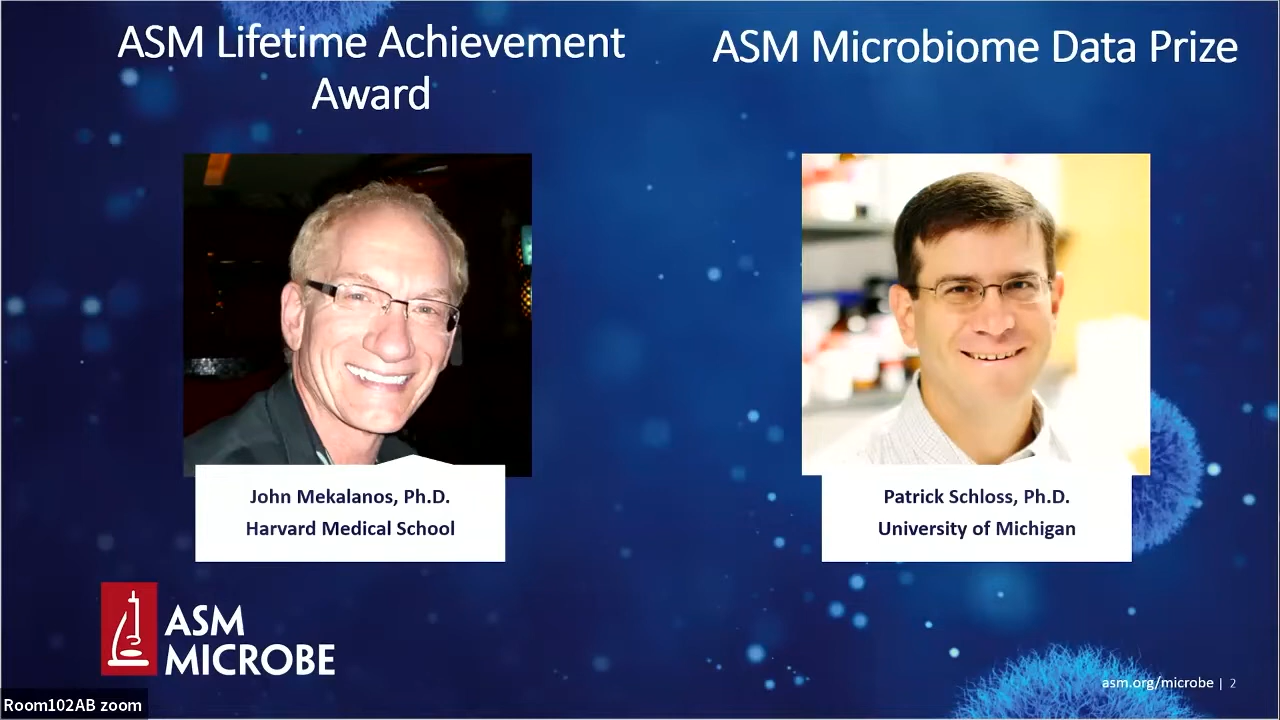 ASM Lifetime Achievement
Award
ASM Microbiome Data Prize
John Mekalanos, Ph.D.
Harvard Medical School
Patrick Schloss, Ph.D.
University of Michigan
ASM
MICROBE
asm.org/microbe | 2
Room102AB zoom